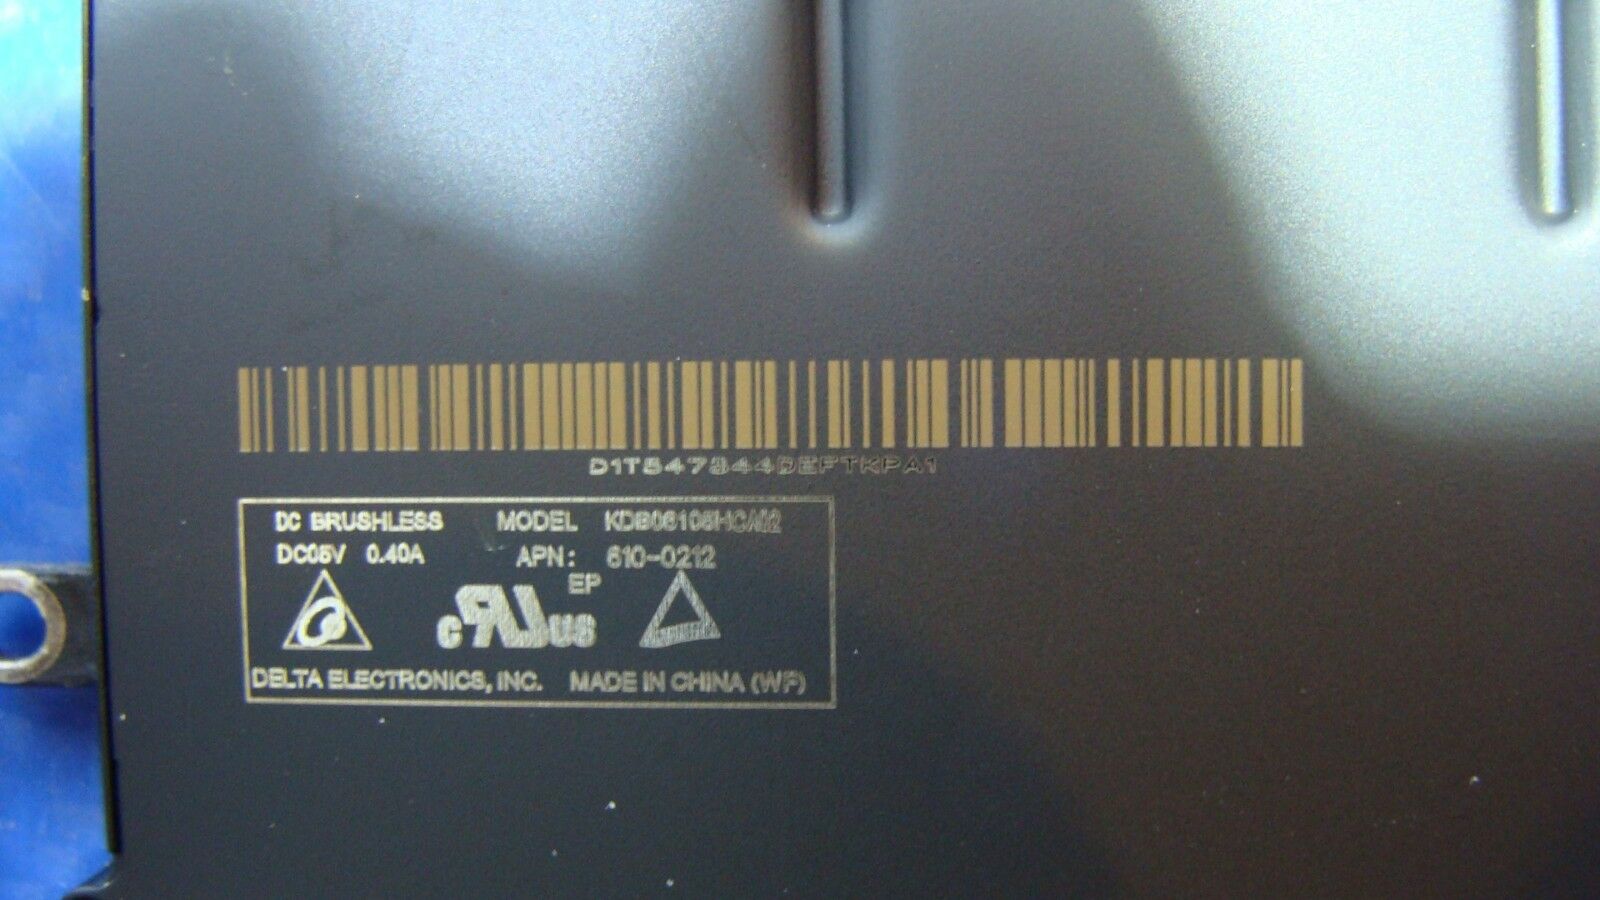 D1T547344DEFTKPA1
DC BRUSHLESS MODEL KDB06105HCA02
DC05V 0.40A APN: 610-0212
EP
c us
DELTA ELECTRONICS, INC. MADE IN CHINA (WF)